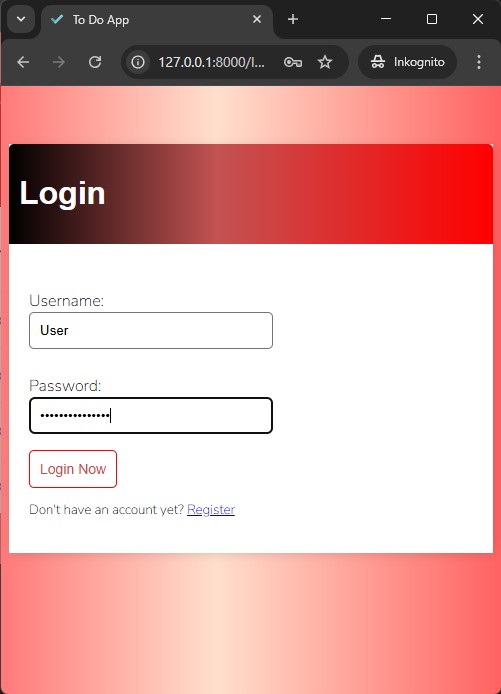 To Do App
127.0.0.1:8000/l...
Inkognito
Login
Username:
User
Password:
•••••••••••••••
Login Now
Don't have an account yet? Register